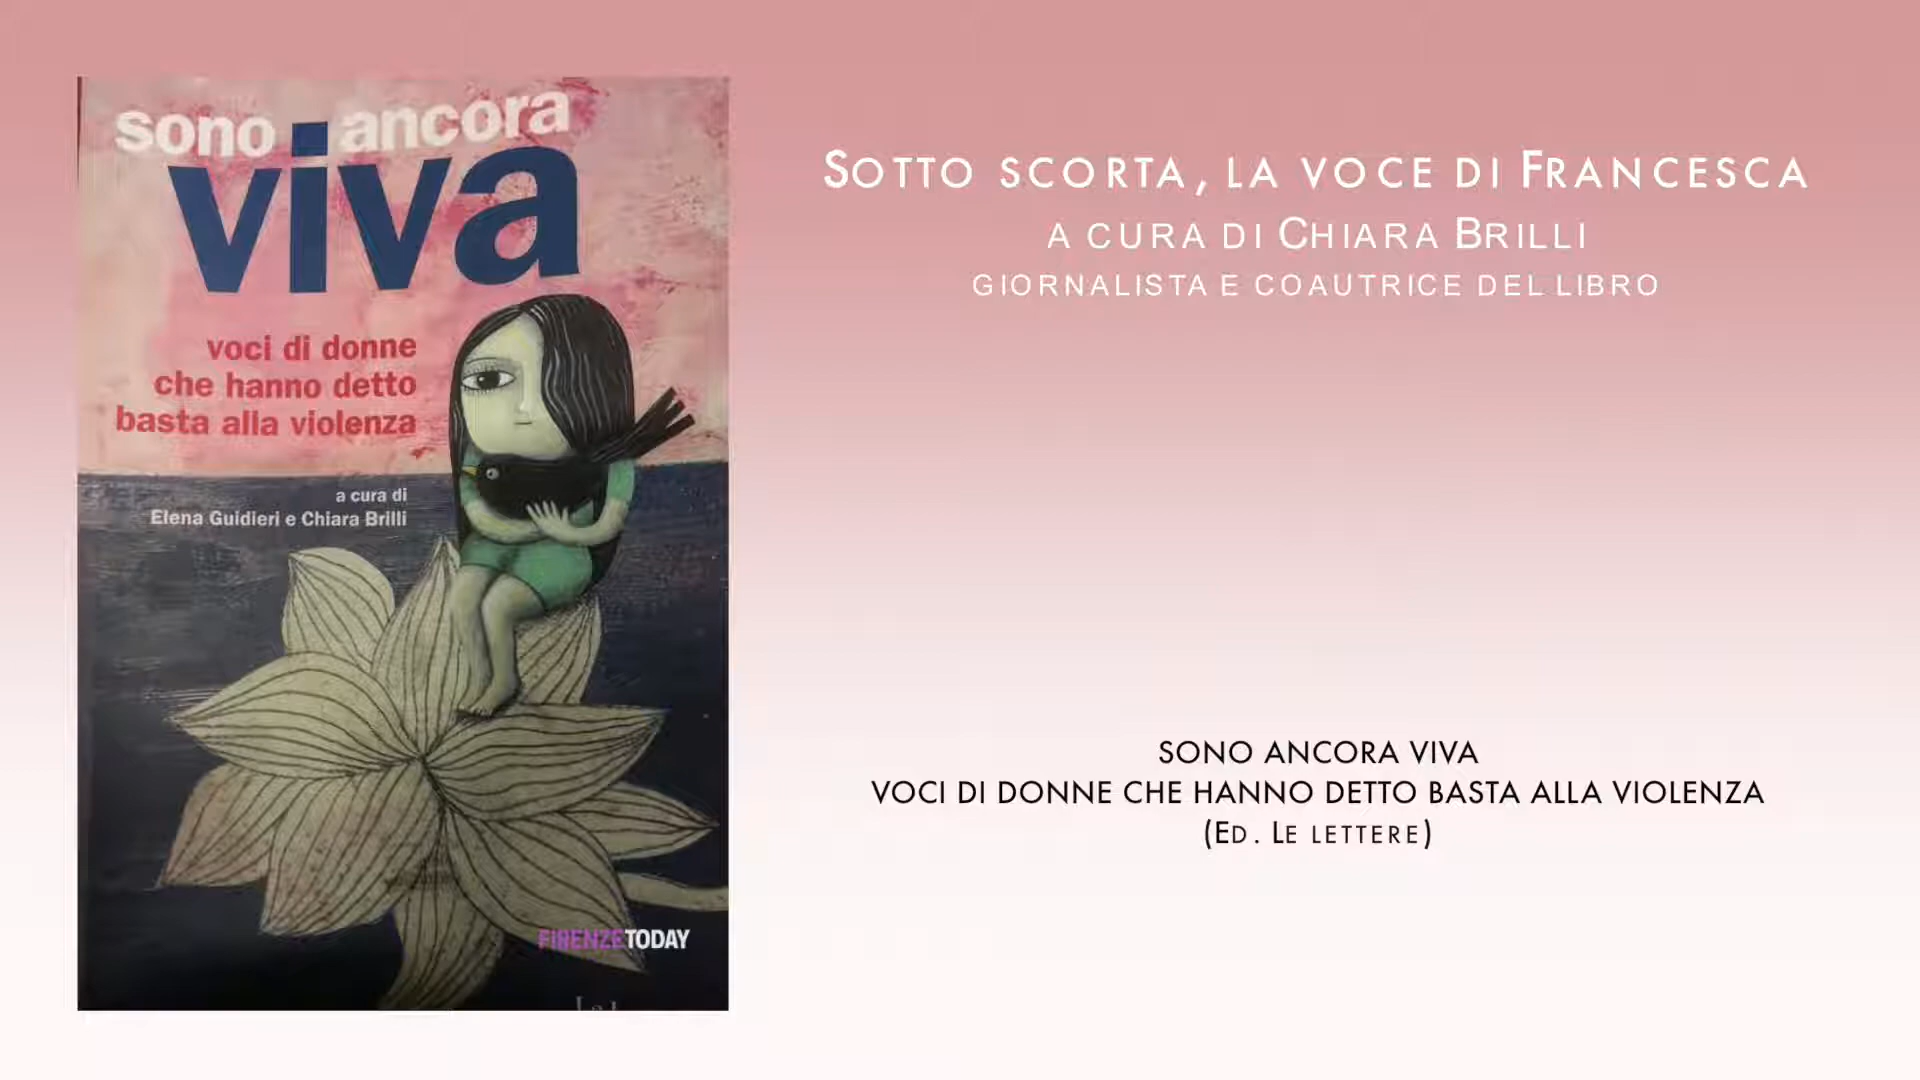 sono ancora
viva
voci di donne
che hanno detto
basta alla violenza
a cura di
Elena Guidieri e Chiara Brilli
FIRENZETODAY
SOTTO SCORTA, LA VOCE DI FRANCESCA
A CURA DI CHIARA BRILLI
GIORNALISTA E COAUTRICE DEL LIBRO
SONO ANCORA VIVA
VOCI DI DONNE CHE HANNO DETTO BASTA ALLA VIOLENZA
(ED. LE LETTERE)